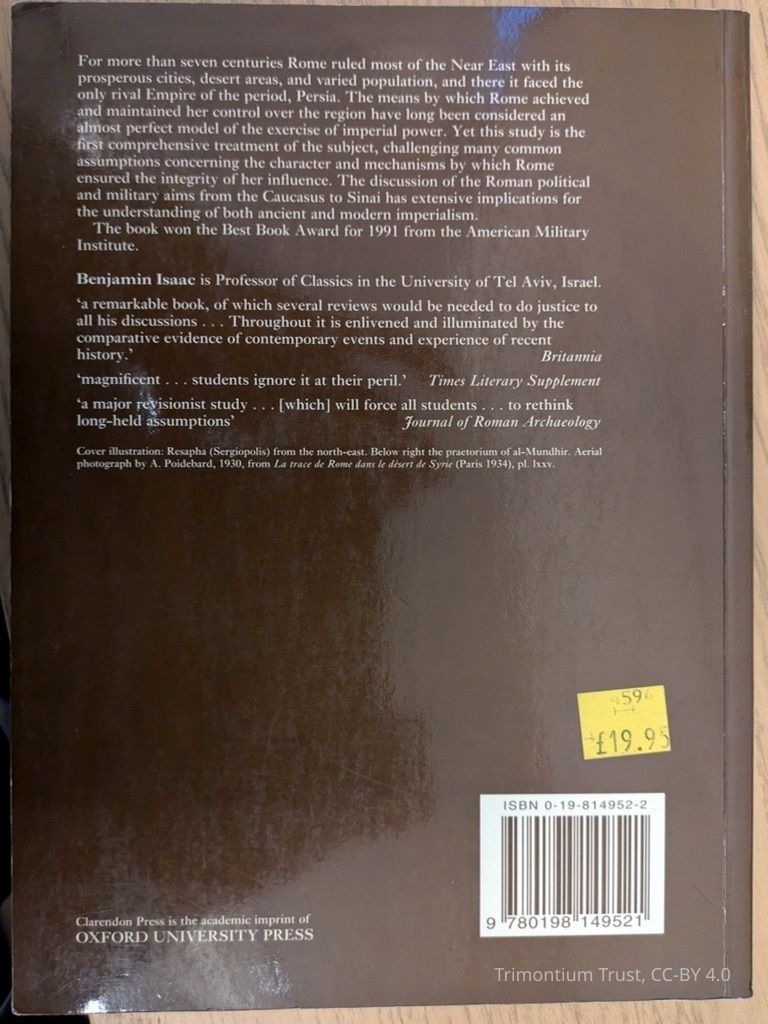 For more than seven centuries Rome ruled most of the Near East with its
prosperous cities, desert areas, and varied population, and there it faced the
only rival Empire of the period, Persia. The means by which Rome achieved
and maintained her control over the region have long been considered an
almost perfect model of the exercise of imperial power. Yet this study is the
first comprehensive treatment of the subject, challenging many common
assumptions concerning the character and mechanisms by which Rome
ensured the integrity of her influence. The discussion of the Roman political
and military aims from the Caucasus to Sinai has extensive implications for
the understanding of both ancient and modern imperialism.
The book won the Best Book Award for 1991 from the American Military
Institute.
Benjamin Isaac is Professor of Classics in the University of Tel Aviv, Israel.
‘a remarkable book, of which several reviews would be needed to do justice to
all his discussions . . . Throughout it is enlivened and illuminated by the
comparative evidence of contemporary events and experience of recent
history.’ Britannia
‘magnificent . . . students ignore it at their peril.’ Times Literary Supplement
‘a major revisionist study . . . [which] will force all students . . . to rethink
long-held assumptions’ Journal of Roman Archaeology
Cover illustration: Resapha (Sergiopolis) from the north-east. Below right the praetorium of al-Mundhir. Aerial
photograph by A. Poidebard, 1930, from La trace de Rome dans le désert de Syrie (Paris 1934), pl. lxxv.
£19.95
ISBN 0-19-814952-2
9 780198 149521
Clarendon Press is the academic imprint of
OXFORD UNIVERSITY PRESS
Trimontium Trust, CC-BY 4.0